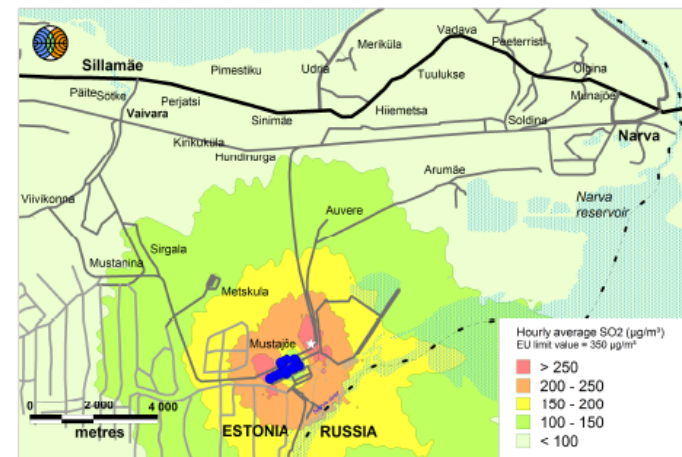 Vadava
Meriküla
Peeterristi
Sillamäe
Pimestiku
Udria
Tuulukse
Olgina
Päite
Sõtke
Perjatsi
Munajõe
Vaivara
Sinimäe
Hiiemetsa
Soldina
Narva
Kirikuküla
Hundinurga
Arumäe
Viivikonna
Narva
reservoir
Auvere
Sirgala
Mustanina
Metskula
Mustajõe
Hourly average SO2 (µg/m³)
EU limit value = 350 µg/m³
> 250
200 - 250
150 - 200
100 - 150
< 100
0 2 000 4 000
metres
ESTONIA RUSSIA